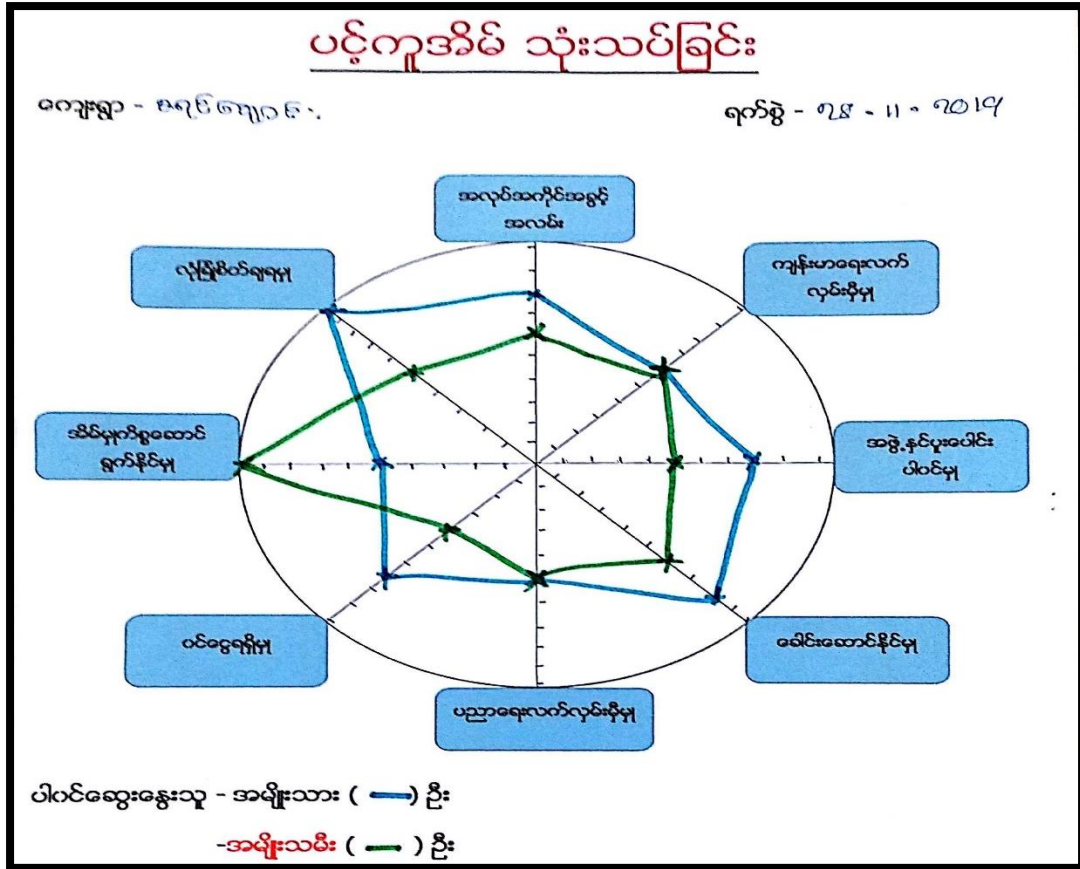 ပင့်ကူအိမ် သုံးသပ်ခြင်း
ကျေးရွာ -
ရက်စွဲ - ၂၄ - ၁၁ - ၂၀၁၅
အလုပ်အကိုင်အခွင့်
အလမ်း
လုံခြုံစိတ်ချရမှု
ကျန်းမာရေးလက်
လှမ်းမှီမှု
အိမ်မှုကိစ္စဆောင်
ရွက်နိုင်မှု
အဖွဲ့နှင့်ပူးပေါင်း
ပါဝင်မှု
ဝင်ငွေရရှိမှု
ခေါင်းဆောင်နိုင်မှု
ပညာရေးလက်လှမ်းမှီမှု
ပါဝင်ဆွေးနွေးသူ - အမျိုးသား ( ) ဦး
-အမျိုးသမီး ( ) ဦး